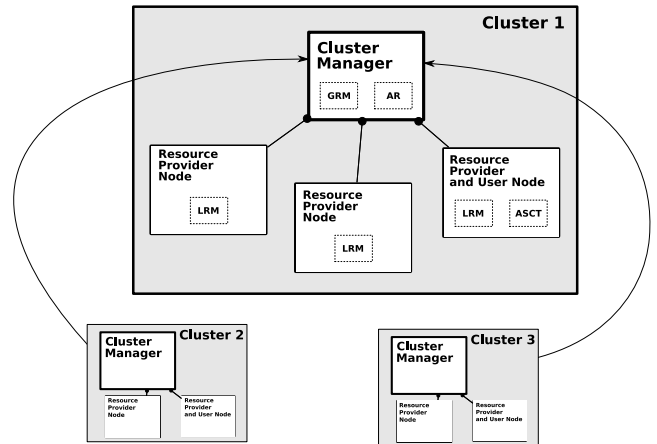 Cluster 1
Cluster
Manager
GRM
AR
Resource
Provider
Node
LRM
Resource
Provider
Node
LRM
Resource
Provider
and User Node
LRM
ASCT
Cluster 2
Cluster
Manager
Resource
Provider
Node
Resource
Provider
and User Node
Cluster 3
Cluster
Manager
Resource
Provider
Node
Resource
Provider
and User Node